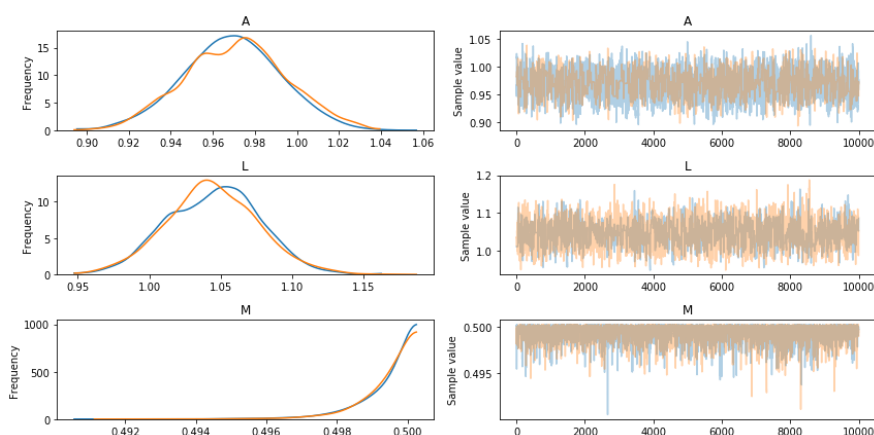 A
Frequency
15
10
5
0
0.90 0.92 0.94 0.96 0.98 1.00 1.02 1.04 1.06
A
Sample value
1.05
1.00
0.95
0.90
0 2000 4000 6000 8000 10000
L
Frequency
10
5
0
0.95 1.00 1.05 1.10 1.15
L
Sample value
1.2
1.1
1.0
0 2000 4000 6000 8000 10000
M
Frequency
1000
500
0
0.492 0.494 0.496 0.498 0.500
M
Sample value
0.500
0.495
0 2000 4000 6000 8000 10000